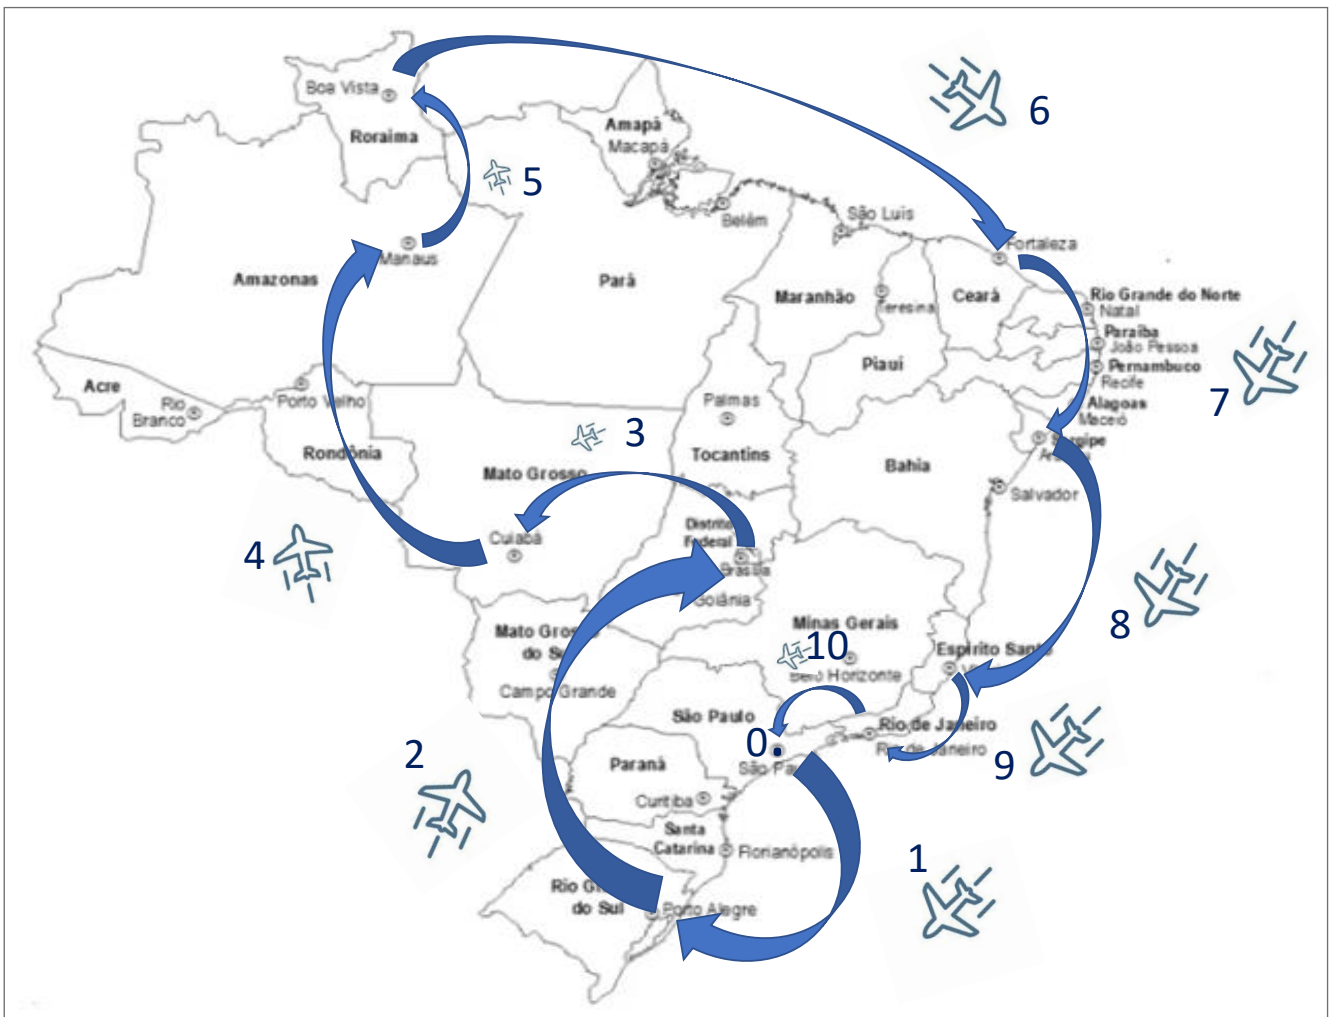 6
Boa Vista
Roraima
Amapá
Macapá
5
Belém
São Luis
Manaus
Fortaleza
Amazonas
Pará
Maranhão
Ceará
Rio Grande do Norte
Teresina
Natal
Paraíba
João Pessoa
Piauí
Pernambuco
Recife
Acre
Porto Velho
Palmas
7
Alagoas
Maceió
Rio
Branco
3
Rondônia
Tocantins
Bahia
Mato Grosso
Salvador
Distrito
Federal
Cuiabá
4
Brasília
Goiânia
8
Minas Gerais
Mato Grosso
do Sul
10
Espírito Santo
Belo Horizonte
Campo Grande
São Paulo
Rio de Janeiro
0
Rio de Janeiro
2
Paraná
São Pau
9
Curitiba
Santa
Catarina
Florianópolis
1
Rio G
do Sul
Porto Alegre